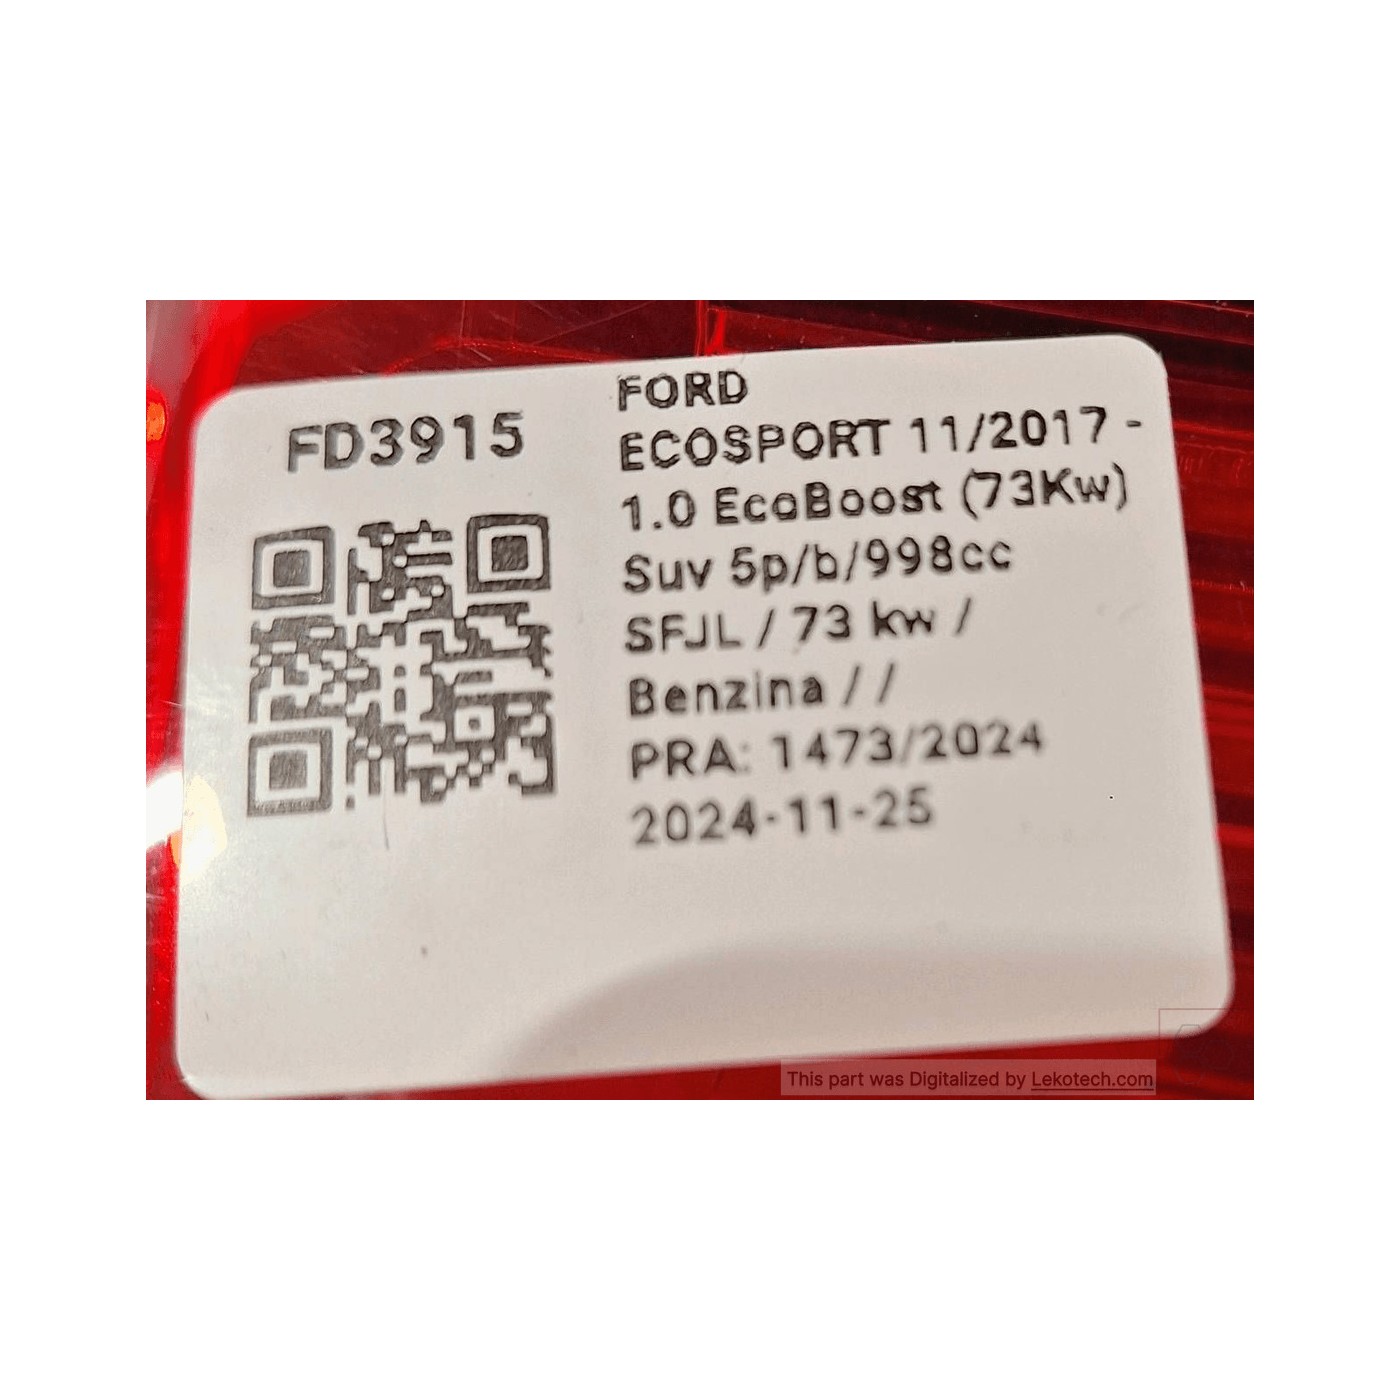 FD3915
FORD
ECOSPORT 11/2017 -
1.0 EcoBoost (73Kw)
Suv 5p/b/998cc
SFJL / 73 kw /
Benzina / /
PRA: 1473/2024
2024-11-25
This part was Digitalized by Lekotech.com